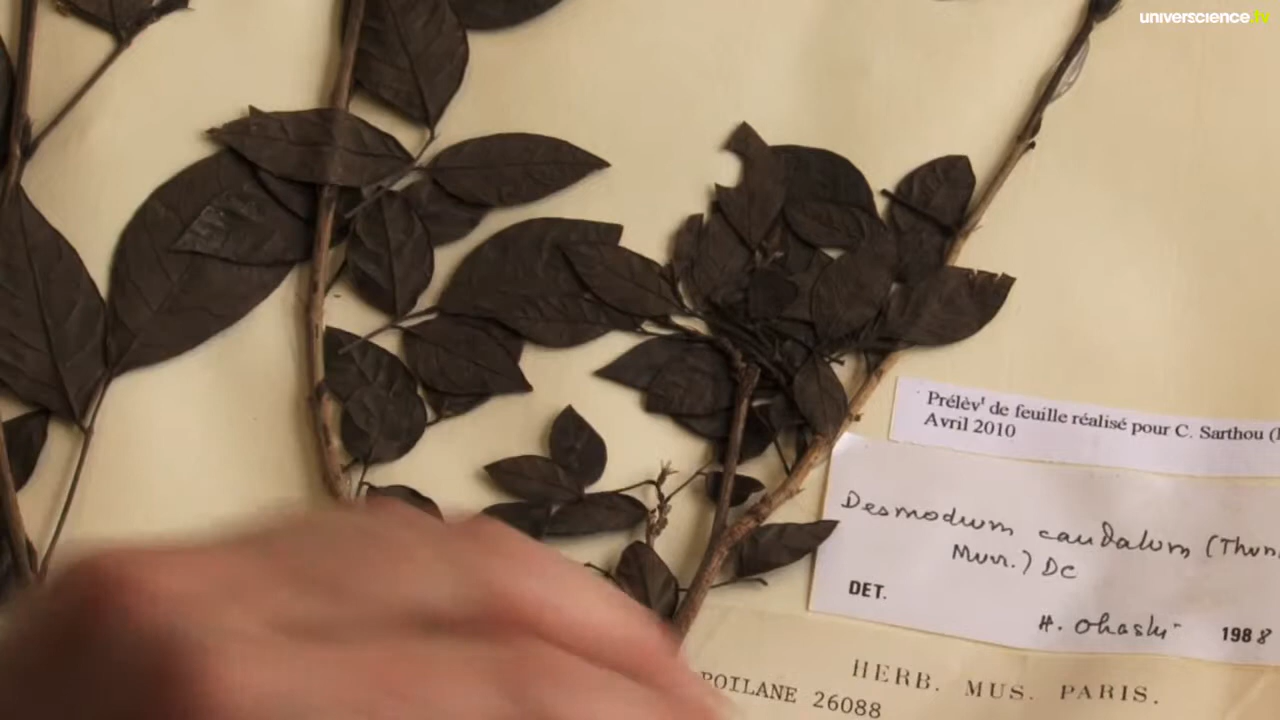 universcience.tv
Prélèvt de feuille réalisé pour C. Sarthou (
Avril 2010
Desmodium caudatum (Thun
Murr.) DC
DET.
H. Ohashi 1988
HERB. MUS. PARIS.
POILANE 26088